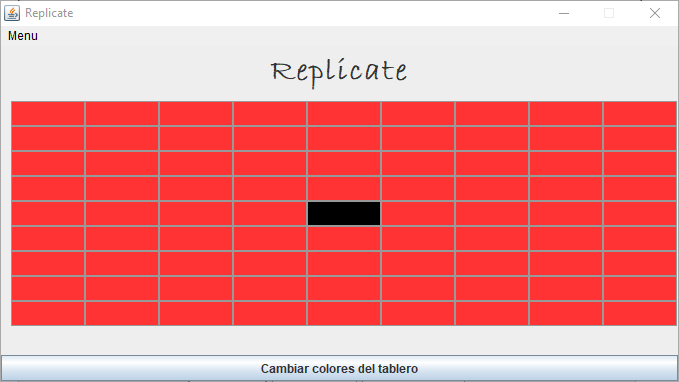 Replicate
Menu
Replicate
Cambiar colores del tablero